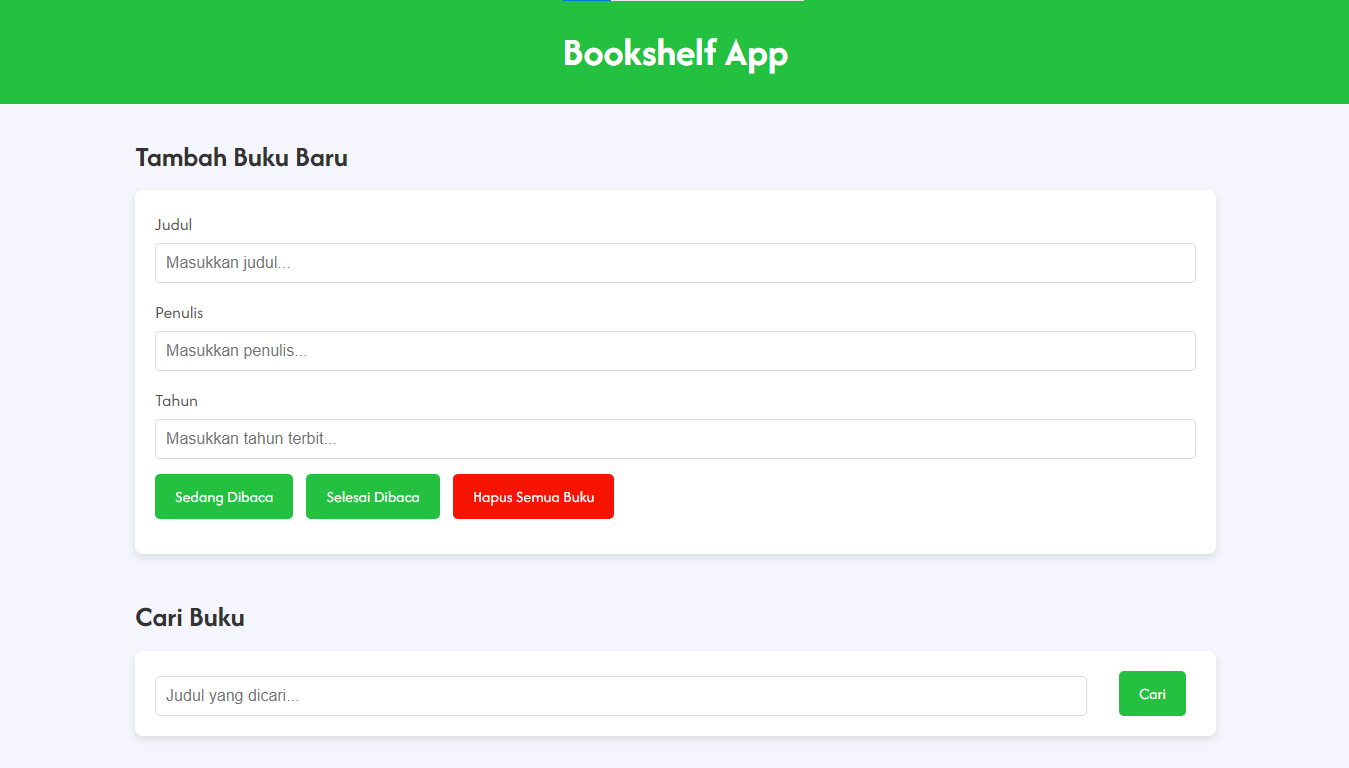 Bookshelf App
Tambah Buku Baru
Judul
Masukkan judul...
Penulis
Masukkan penulis...
Tahun
Masukkan tahun terbit...
Sedang Dibaca Selesai Dibaca Hapus Semua Buku
Cari Buku
Judul yang dicari... Cari